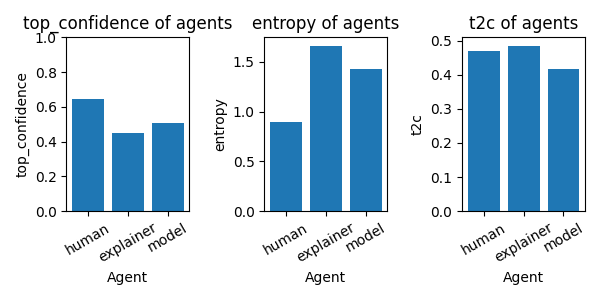 top_confidence of agents
1.0
0.8
0.6
0.4
0.2
0.0
top_confidence
human
explainer
model
Agent
entropy of agents
1.5
1.0
0.5
0.0
entropy
human
explainer
model
Agent
t2c of agents
0.5
0.4
0.3
0.2
0.1
0.0
t2c
human
explainer
model
Agent